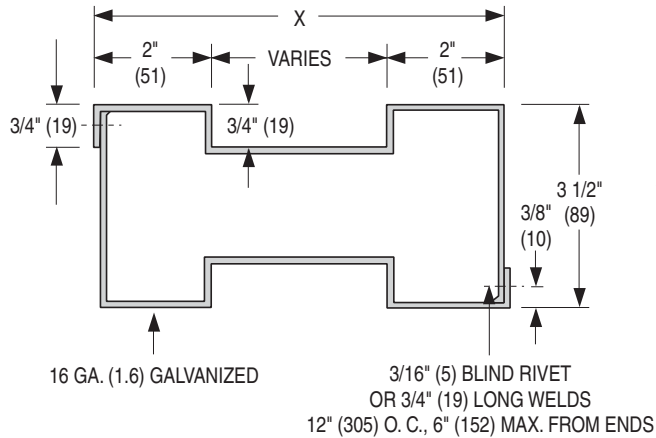 X
2"
(51)
VARIES
2"
(51)
3/4" (19)
3/4" (19)
3 1/2"
(89)
3/8"
(10)
16 GA. (1.6) GALVANIZED
3/16" (5) BLIND RIVET
OR 3/4" (19) LONG WELDS
12" (305) O. C., 6" (152) MAX. FROM ENDS